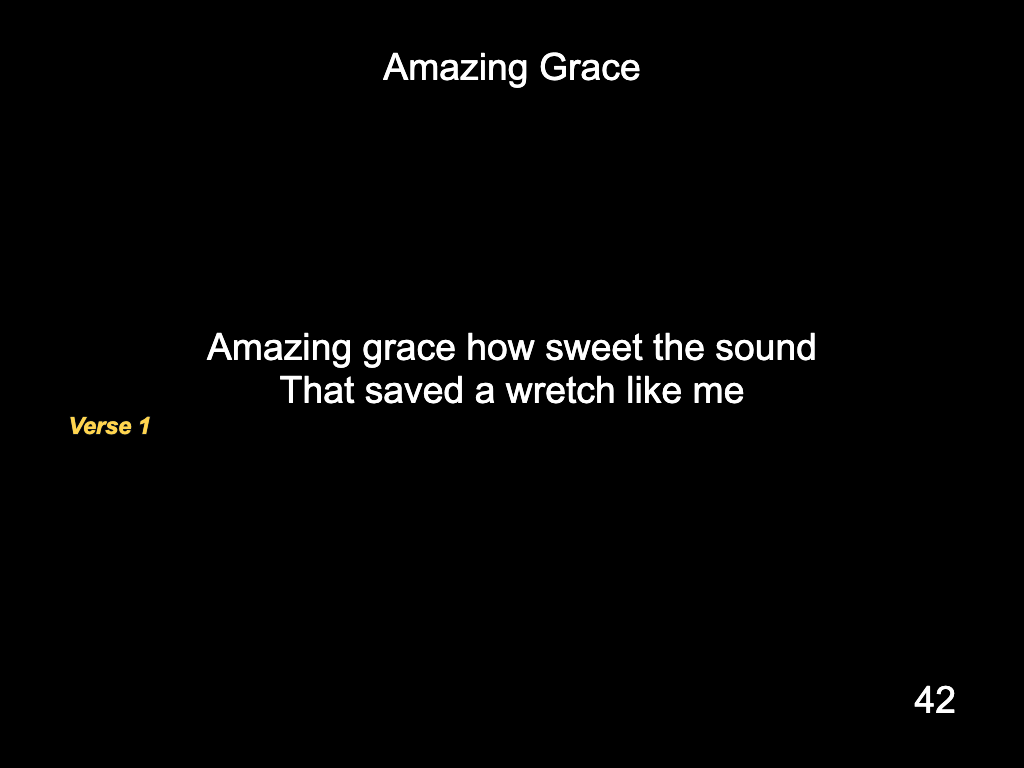 Amazing Grace
Amazing grace how sweet the sound
That saved a wretch like me
Verse 1
42